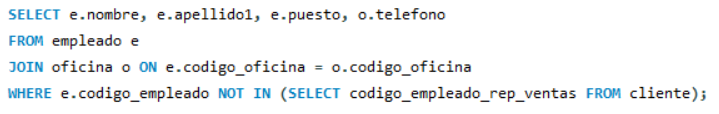 SELECT e.nombre, e.apellido1, e.puesto, o.telefono
FROM empleado e
JOIN oficina o ON e.codigo_oficina = o.codigo_oficina
WHERE e.codigo_empleado NOT IN (SELECT codigo_empleado_rep_ventas FROM cliente);